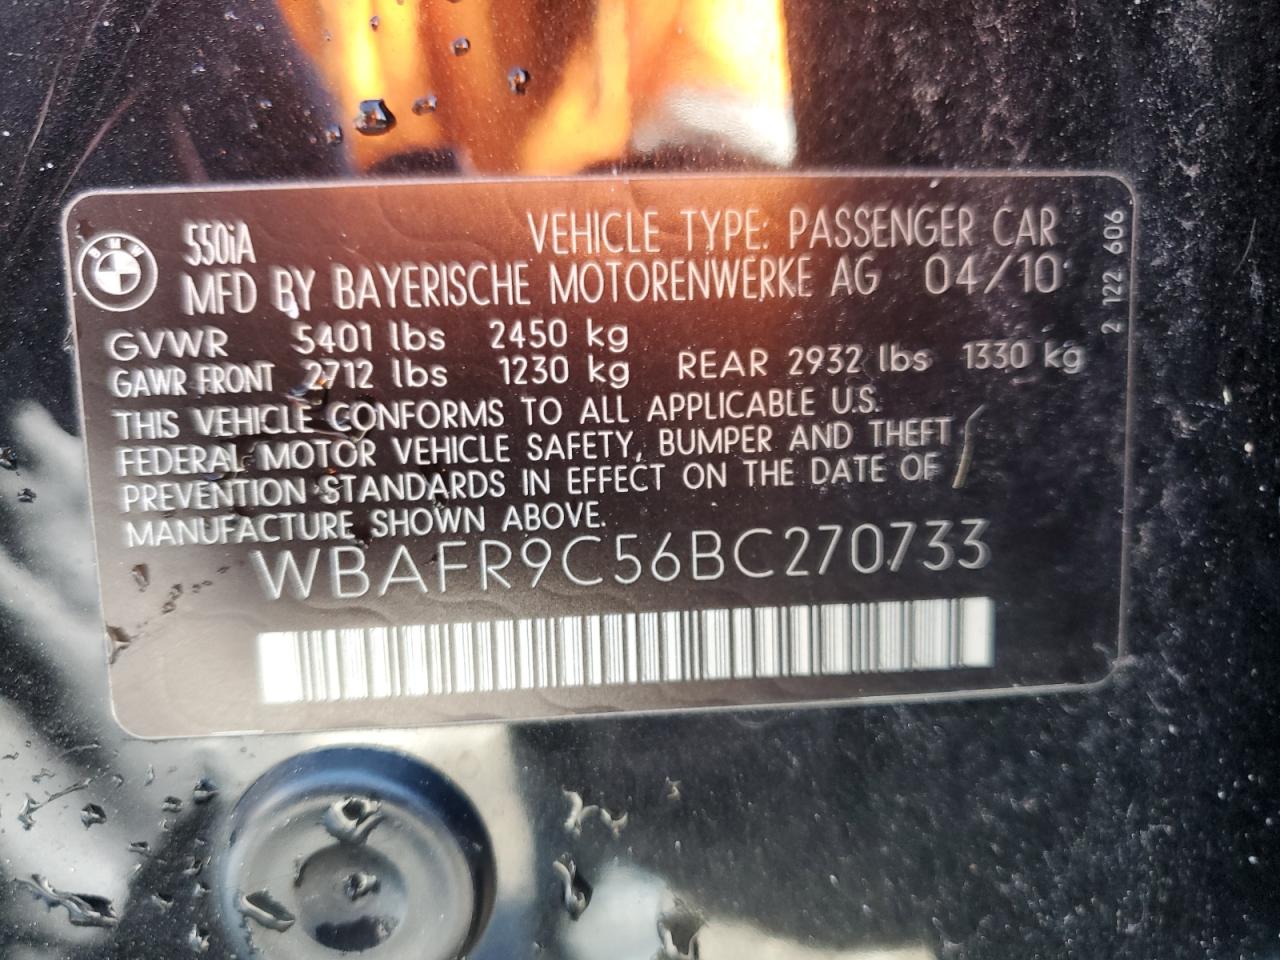 550iA
VEHICLE TYPE: PASSENGER CAR
MFD BY BAYERISCHE MOTORENWERKE AG 04/10
GVWR 5401 lbs 2450 kg
GAWR FRONT 2712 lbs 1230 kg REAR 2932 lbs 1330 kg
THIS VEHICLE CONFORMS TO ALL APPLICABLE U.S.
FEDERAL MOTOR VEHICLE SAFETY, BUMPER AND THEFT
PREVENTION STANDARDS IN EFFECT ON THE DATE OF
MANUFACTURE SHOWN ABOVE.
WBAFR9C56BC270733
2 122 606
BMW